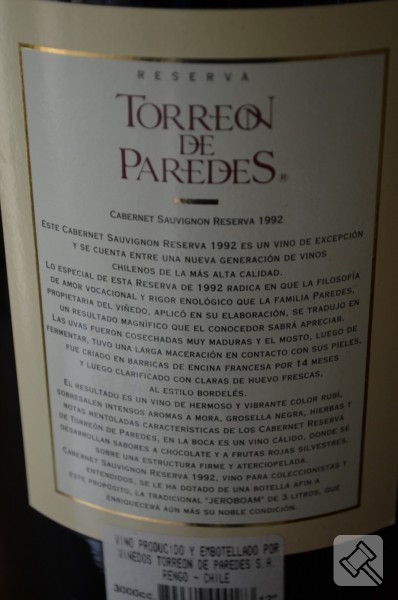 RESERVA
TORREON
DE
PAREDES®
CABERNET SAUVIGNON RESERVA 1992
ESTE CABERNET SAUVIGNON RESERVA 1992 ES UN VINO DE EXCEPCIÓN
Y SE CUENTA ENTRE UNA NUEVA GENERACIÓN DE VINOS
CHILENOS DE LA MÁS ALTA CALIDAD.
LO ESPECIAL DE ESTA RESERVA DE 1992 RADICA EN QUE LA FILOSOFÍA
DE AMOR VOCACIONAL Y RIGOR ENOLÓGICO QUE LA FAMILIA PAREDES,
PROPIETARIA DEL VIÑEDO, APLICÓ EN SU ELABORACIÓN, SE TRADUJO EN
UN RESULTADO MAGNÍFICO QUE EL CONOCEDOR SABRÁ APRECIAR.
LAS UVAS FUERON COSECHADAS MUY MADURAS Y EL MOSTO, LUEGO DE
FERMENTAR, TUVO UNA LARGA MACERACIÓN EN CONTACTO CON SUS PIELES,
FUE CRIADO EN BARRICAS DE ENCINA FRANCESA POR 14 MESES
Y LUEGO CLARIFICADO CON CLARAS DE HUEVO FRESCAS,
AL ESTILO BORDELÉS.
EL RESULTADO ES UN VINO DE HERMOSO Y VIBRANTE COLOR RUBÍ,
SOBRESALEN INTENSOS AROMAS A MORA, GROSELLA NEGRA, HIERBAS Y
NOTAS MENTOLADAS CARACTERÍSTICAS DE LOS CABERNET RESERVA
DE TORREÓN DE PAREDES, EN LA BOCA ES UN VINO CÁLIDO, DONDE SE
DESARROLLAN SABORES A CHOCOLATE Y A FRUTAS ROJAS SILVESTRES,
SOBRE UNA ESTRUCTURA FIRME Y ATERCIOPELADA.
CABERNET SAUVIGNON RESERVA 1992, VINO PARA COLECCIONISTAS Y
ENTENDIDOS, SE LE HA DOTADO DE UNA BOTELLA AFIN A
ESTE PROPÓSITO, LA TRADICIONAL "JEROBOAM" DE 3 LITROS, QUE
ENRIQUECERÁ AÚN MÁS SU NOBLE CONDICIÓN.
VINO PRODUCIDO Y EMBOTELLADO POR
VINEDOS TORREON DE PAREDES S.A.
RENGO - CHILE
3000cc